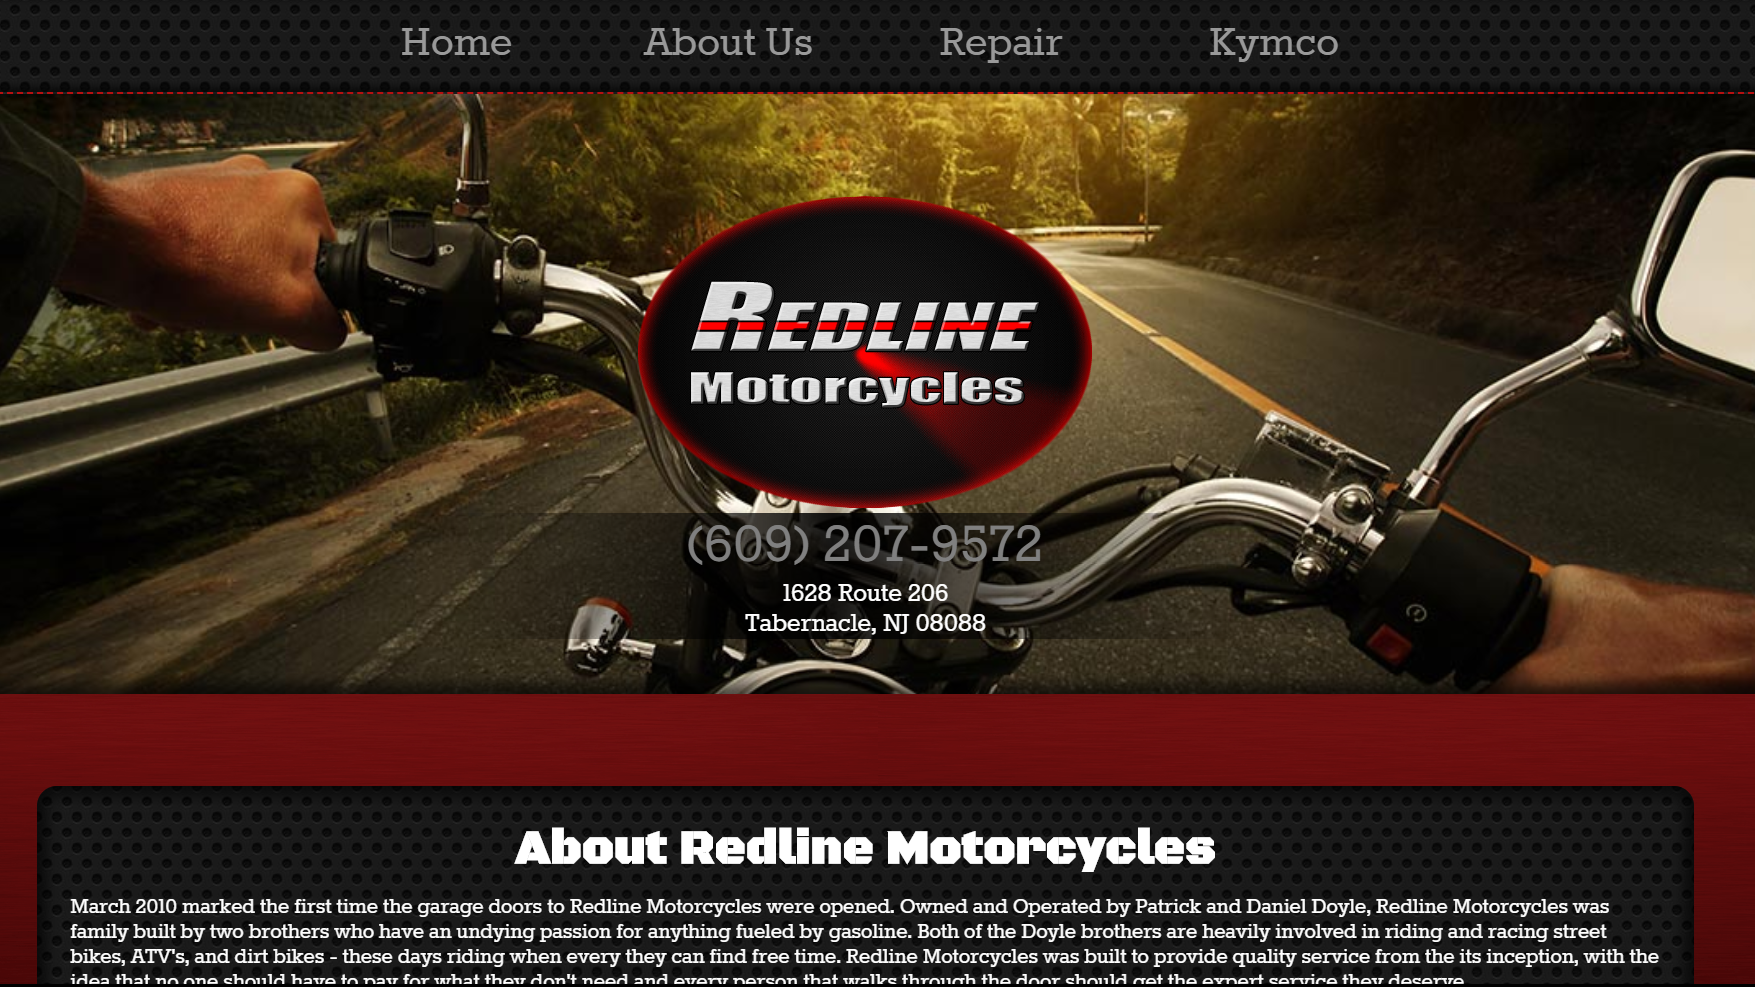 Home About Us Repair Kymco
REDLINE
Motorcycles
(609) 207-9572
1628 Route 206
Tabernacle, NJ 08088
About Redline Motorcycles
March 2010 marked the first time the garage doors to Redline Motorcycles were opened. Owned and Operated by Patrick and Daniel Doyle, Redline Motorcycles was
family built by two brothers who have an undying passion for anything fueled by gasoline. Both of the Doyle brothers are heavily involved in riding and racing street
bikes, ATV's, and dirt bikes - these days riding when every they can find free time. Redline Motorcycles was built to provide quality service from the its inception, with the
idea that no one should have to pay for what they don't need and every person that walks through the door should get the expert service they deserve.